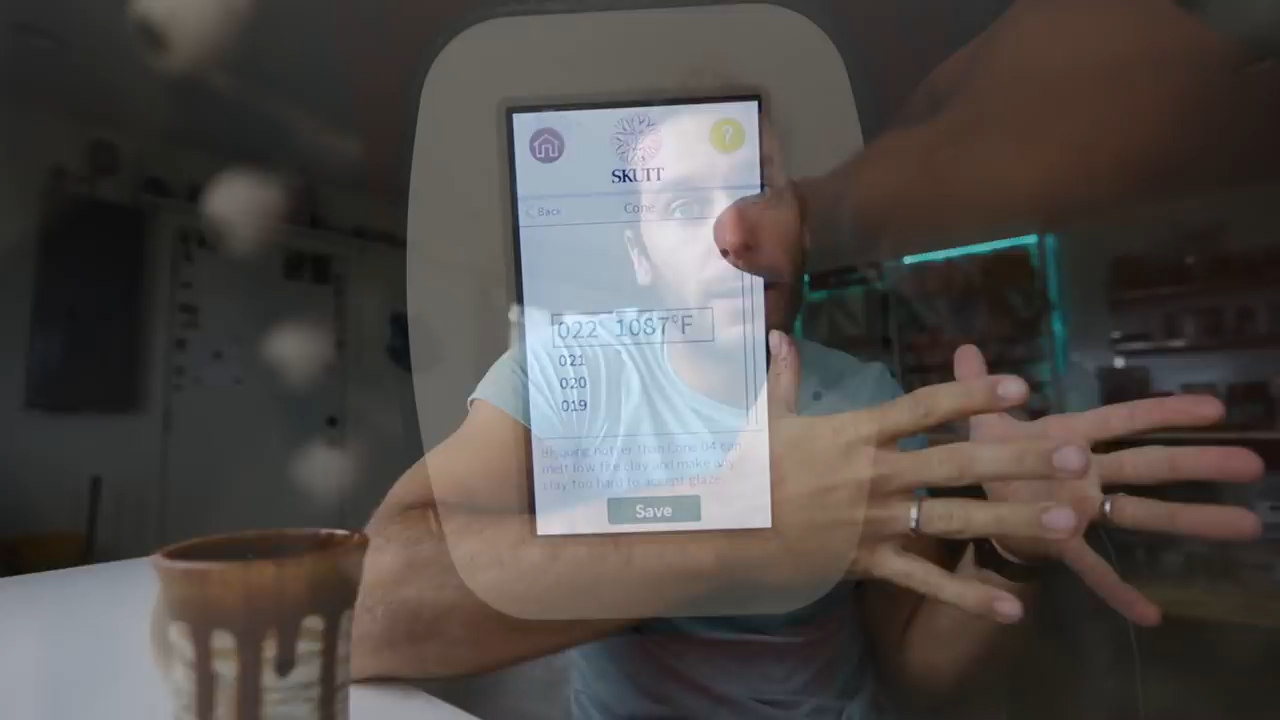 ?
SKUTT
Back
Cone
022 1087°F
021
020
019
Bisquing hotter than Cone 04 can
melt low fire clay and make any
clay too hard to accept glaze.
Save